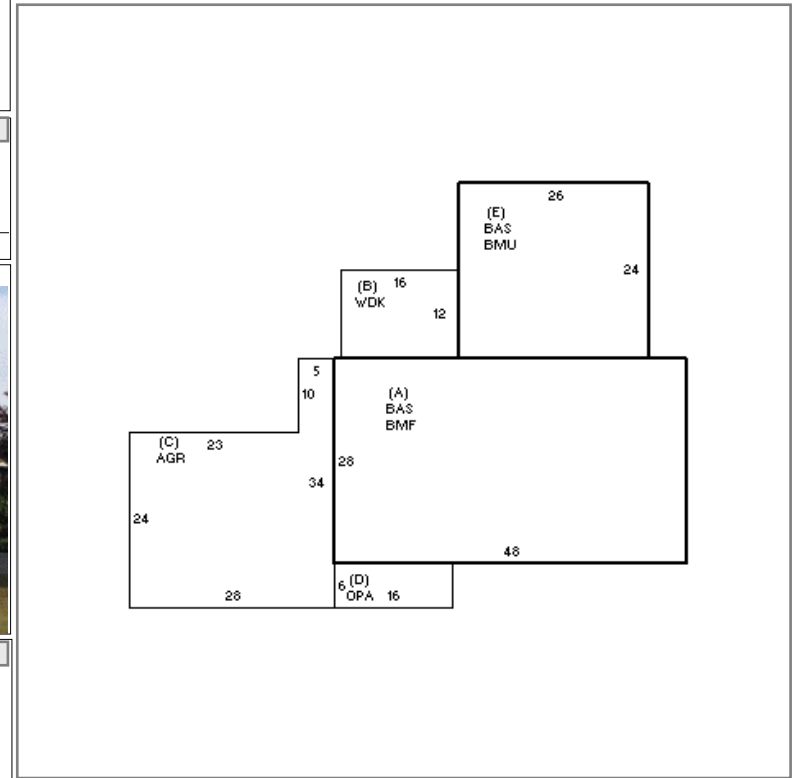 26
(E)
BAS
BMU
24
(B) 16
WDK
12
5
10
(A)
BAS
BMF
(C) 23
AGR
28
34
24
48
6 (D)
OPA 16
28